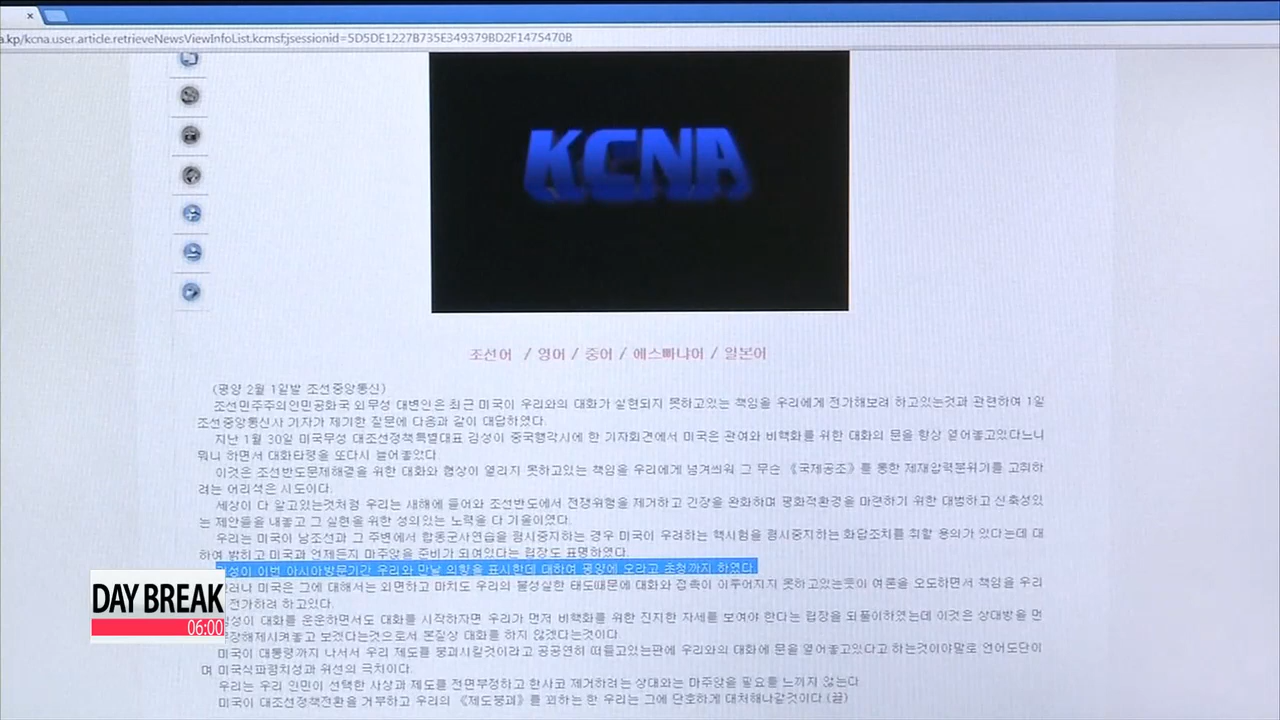 a.kp/kcna.user.article.retrieveNewsViewInfoList.kcmsf;jsessionid=5D5DE1227B735E349379BD2F1475470B
KCNA
조선어 / 영어 / 중어 / 에스빠냐어 / 일본어
(평양 2월 1일발 조선중앙통신)
조선민주주의인민공화국 외무성 대변인은 최근 미국이 우리와의 대화가 실현되지 못하고있는 책임을 우리에게 전가해보려 하고있는것과 관련하여 1일
조선중앙통신사 기자가 제기한 질문에 다음과 같이 대답하였다.
지난 1월 30일 미국무성 대조선정책특별대표 김성이 중국행각시에 한 기자회견에서 미국은 관여와 비핵화를 위한 대화의 문을 항상 열어놓고있다느니
뭐니 하면서 대화타령을 또다시 늘어놓았다
이것은 조선반도문제해결을 위한 대화와 협상이 열리지 못하고있는 책임을 우리에게 넘겨씌워 그 무슨 《국제공조》를 통한 제재압력분위기를 고취하
려는 어리석은 시도이다.
세상이 다 알고있는것처럼 우리는 새해에 들어와 조선반도에서 전쟁위험을 제거하고 긴장을 완화하며 평화적환경을 마련하기 위한 대범하고 신축성있
는 제안들을 내놓고 그 실현을 위한 성의있는 노력을 다 기울이였다.
우리는 미국이 남조선과 그 주변에서 합동군사연습을 림시중지하는 경우 미국이 우려하는 핵시험을 림시중지하는 화답조치를 취할 용의가 있다는데 대
하여 밝히고 미국과 언제든지 마주앉을 준비가 되여있다는 립장도 표명하였다.
김성이 이번 아시아방문기간 우리와 만날 의향을 표시한데 대하여 평양에 오라고 초청까지 하였다.
그러나 미국은 그에 대해서는 외면하고 마치도 우리의 불성실한 태도때문에 대화와 접촉이 이루어지지 못하고있는듯이 여론을 오도하면서 책임을 우리
전가하려 하고있다.
김성이 대화를 운운하면서도 대화를 시작하자면 우리가 먼저 비핵화를 위한 진지한 자세를 보여야 한다는 립장을 되풀이하였는데 이것은 상대방을 먼
무장해제시켜놓고 보겠다는것으로서 본질상 대화를 하지 않겠다는것이다.
미국이 대통령까지 나서서 우리 제도를 붕괴시킬것이라고 공공연히 떠들고있는판에 우리와의 대화에 문을 열어놓고있다고 하는것이야말로 언어도단이
며 미국식파렴치성과 위선의 극치이다.
우리는 우리 인민이 선택한 사상과 제도를 전면부정하고 한사코 제거하려는 상대와는 마주앉을 필요를 느끼지 않는다
미국이 대조선정책전환을 거부하고 우리의 《제도붕괴》를 꾀하는 한 우리는 그에 단호하게 대처해나갈것이다.(끝)
DAY BREAK
06:00